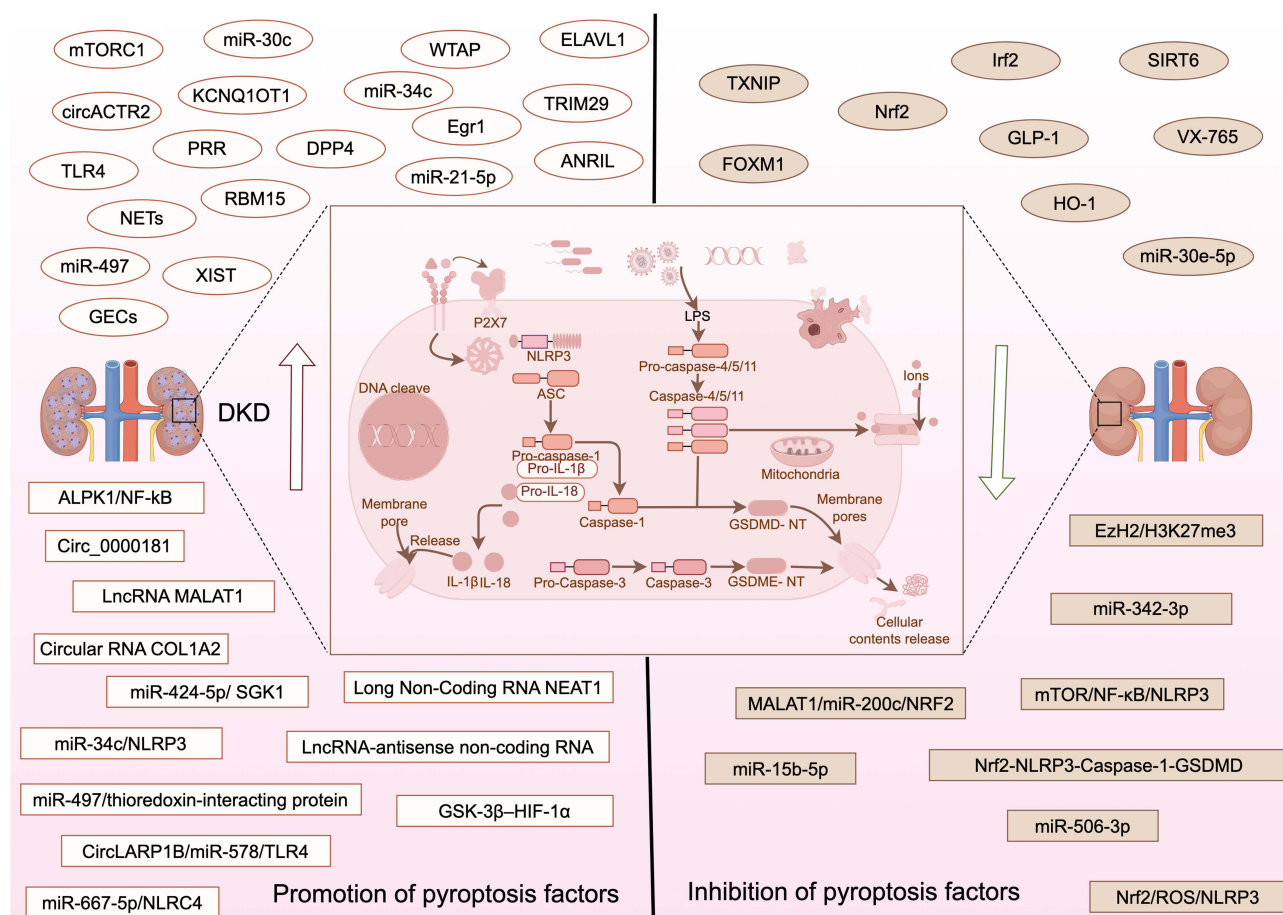 mTORC1
miR-30c
WTAP
ELAVL1
circACTR2
KCNQ1OT1
miR-34c
TRIM29
Egr1
PRR
DPP4
ANRIL
TLR4
miR-21-5p
RBM15
NETs
miR-497
XIST
GECs
TXNIP
Irf2
SIRT6
Nrf2
GLP-1
VX-765
FOXM1
HO-1
miR-30e-5p
DKD
P2X7
NLRP3
ASC
DNA cleave
Pro-caspase-1
Pro-IL-1β
Pro-IL-18
Caspase-1
Membrane
pore
Release
IL-1β
IL-18
LPS
Pro-caspase-4/5/11
Caspase-4/5/11
Ions
Mitochondria
GSDMD- NT
Membrane
pores
Pro-Caspase-3
Caspase-3
GSDME- NT
Cellular
contents release
ALPK1/NF-kB
Circ_0000181
LncRNA MALAT1
Circular RNA COL1A2
miR-424-5p/ SGK1
Long Non-Coding RNA NEAT1
miR-34c/NLRP3
LncRNA-antisense non-coding RNA
miR-497/thioredoxin-interacting protein
GSK-3β–HIF-1α
CircLARP1B/miR-578/TLR4
miR-667-5p/NLRC4
Promotion of pyroptosis factors
EzH2/H3K27me3
miR-342-3p
MALAT1/miR-200c/NRF2
mTOR/NF-κB/NLRP3
miR-15b-5p
Nrf2-NLRP3-Caspase-1-GSDMD
miR-506-3p
Inhibition of pyroptosis factors
Nrf2/ROS/NLRP3